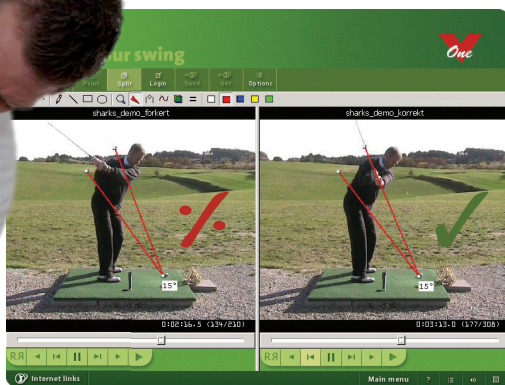 our swing
One
Print Split Login Send Get Options
sharks_demo_forkert sharks_demo_korrekt
15° 15°
0:02:16.5 (134/210) 0:03:13.0 (177/306)
Internet links Main menu ?